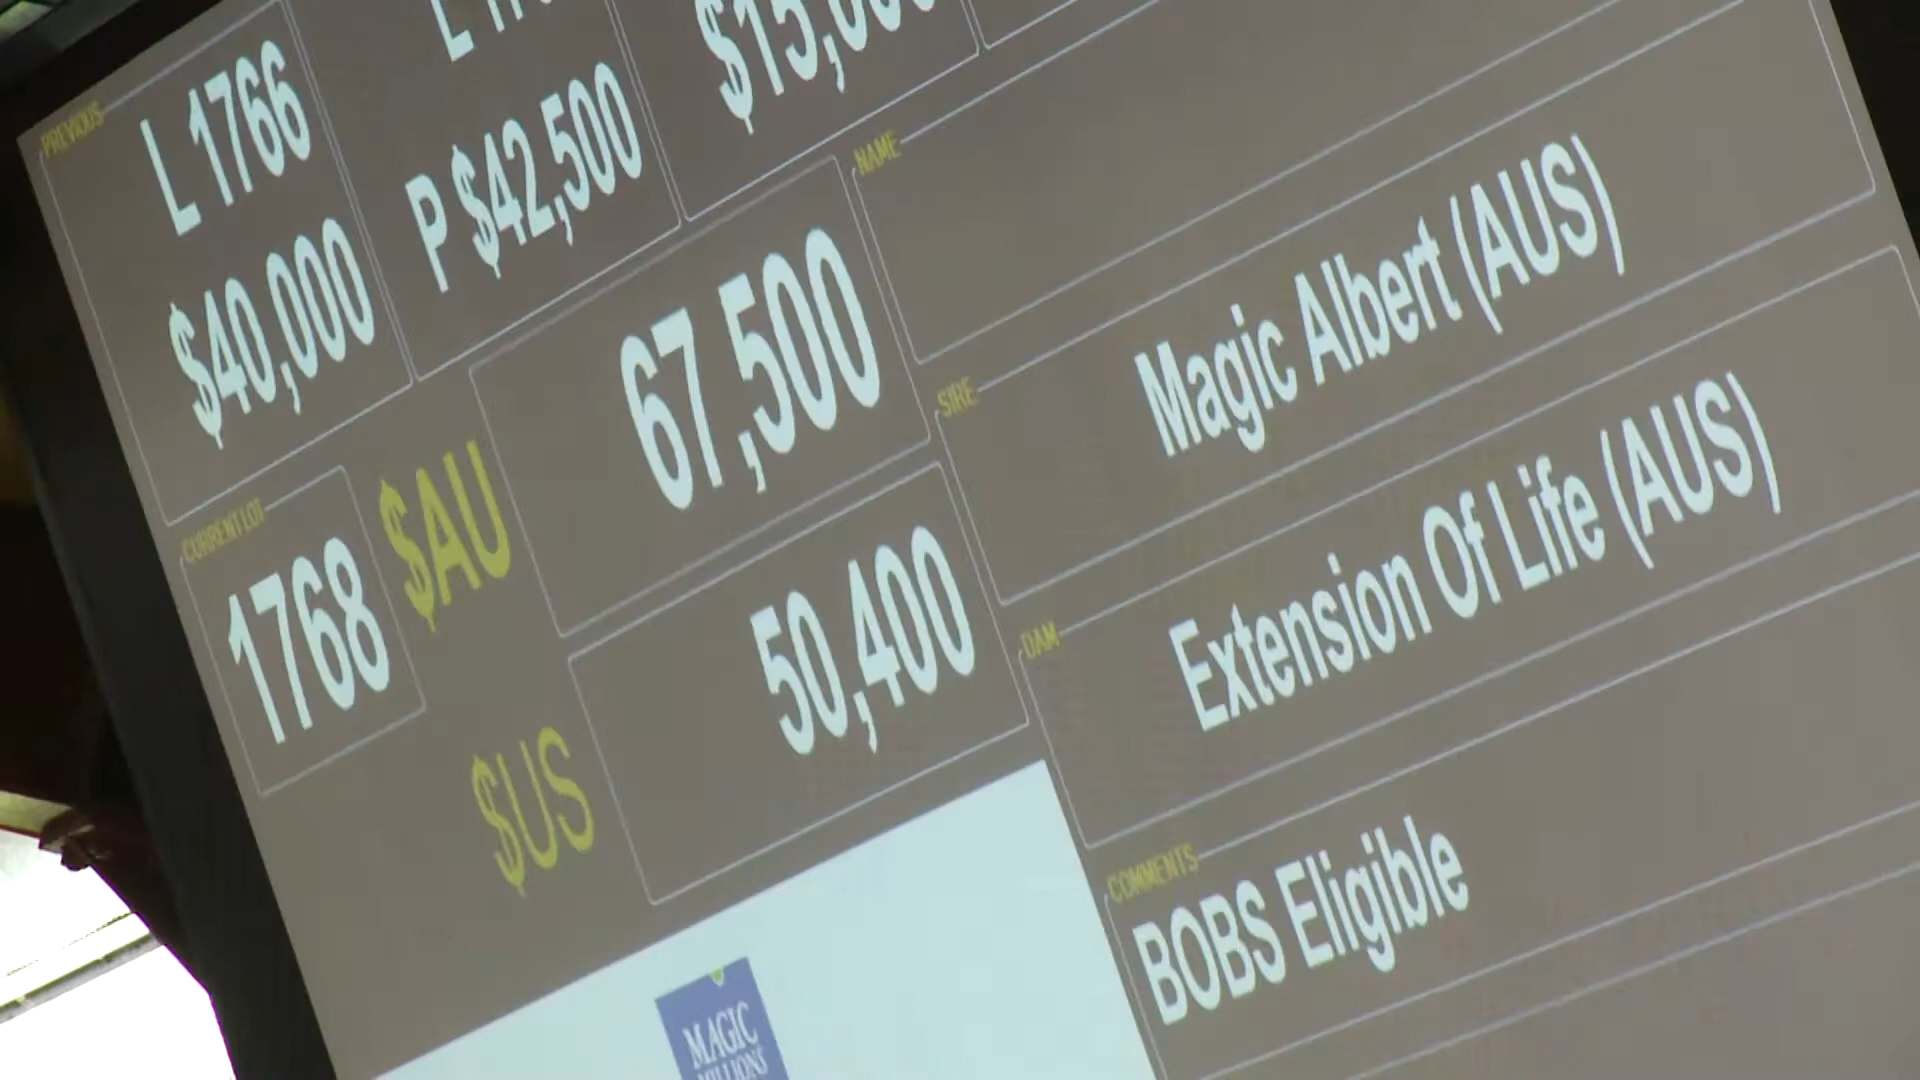 PREVIOUS
L 1766
$40,000
P $42,500
CURRENT LOT
1768
$AU
67,500
$US
50,400
NAME
SIRE
Magic Albert (AUS)
DAM
Extension Of Life (AUS)
COMMENTS
BOBS Eligible
MAGIC
MILLIONS